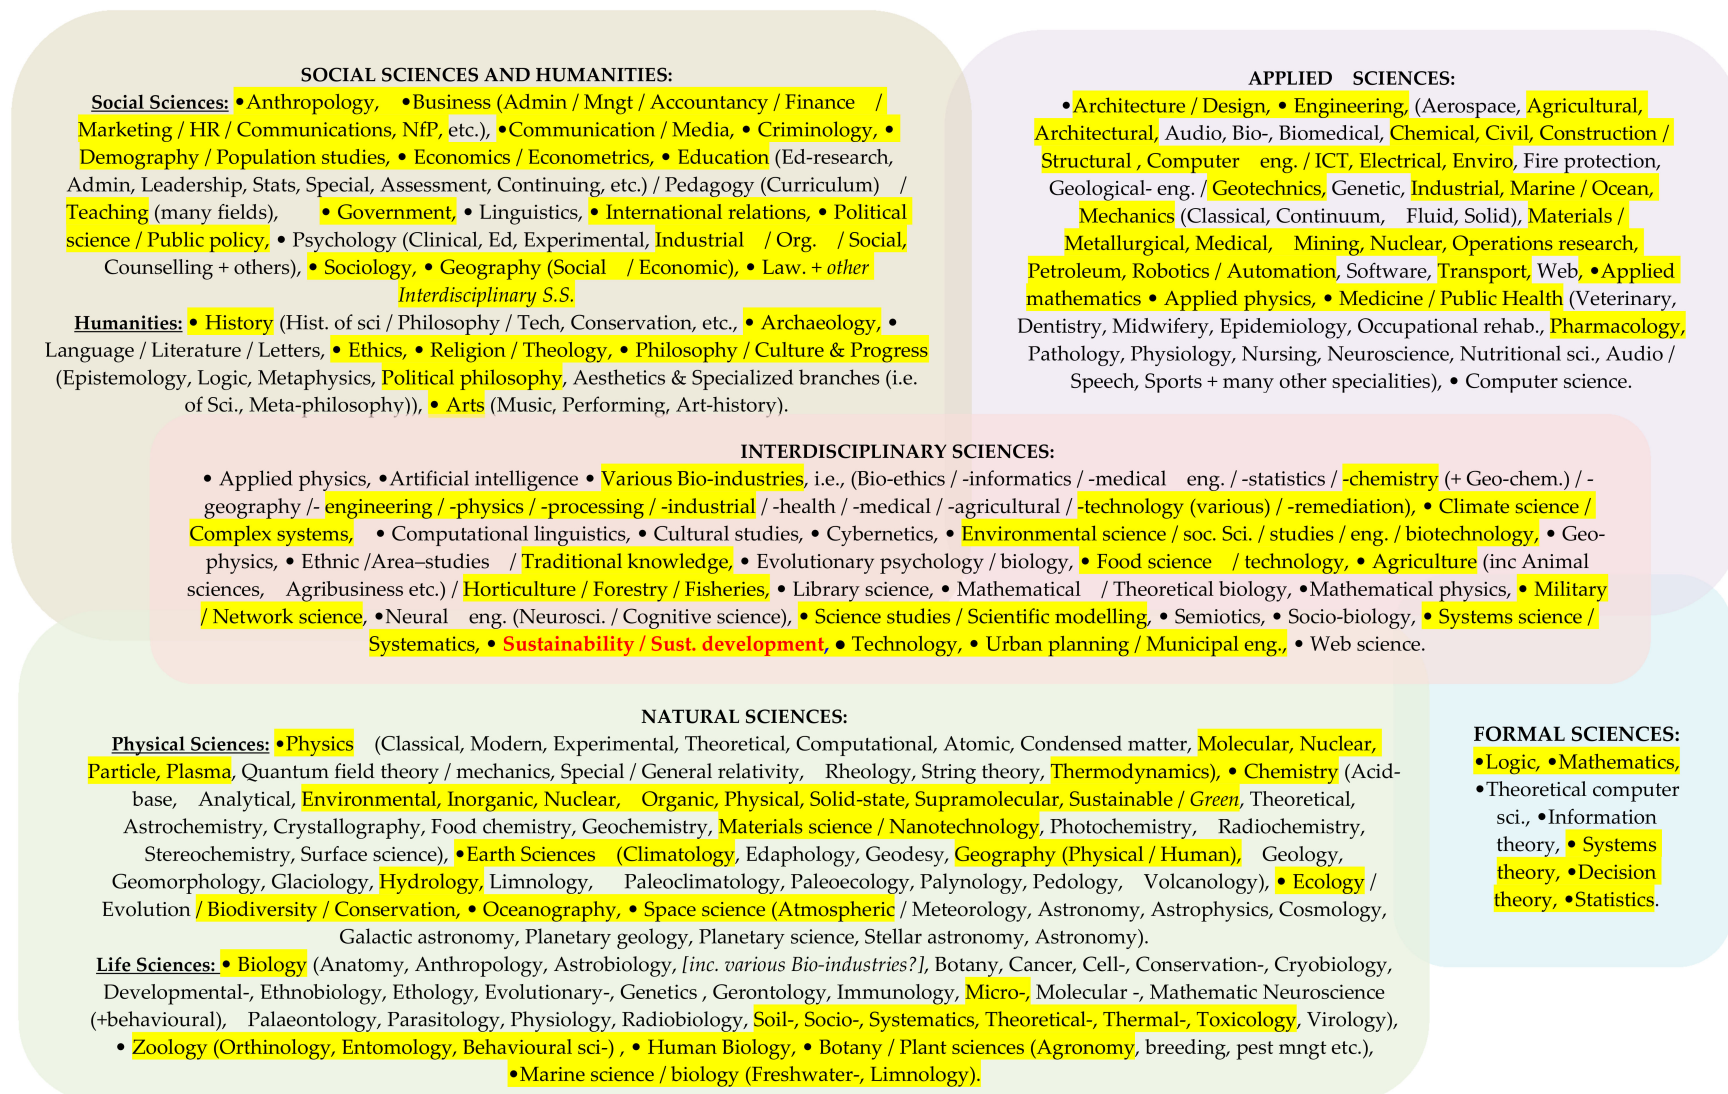 SOCIAL SCIENCES AND HUMANITIES:
Social Sciences: •Anthropology, •Business (Admin / Mngt / Accountancy / Finance /
Marketing / HR / Communications, NfP, etc.), •Communication / Media, • Criminology, •
Demography / Population studies, • Economics / Econometrics, • Education (Ed-research,
Admin, Leadership, Stats, Special, Assessment, Continuing, etc.) / Pedagogy (Curriculum) /
Teaching (many fields), • Government, • Linguistics, • International relations, • Political
science / Public policy, • Psychology (Clinical, Ed, Experimental, Industrial / Org. / Social,
Counselling + others), • Sociology, • Geography (Social / Economic), • Law. + other
Interdisciplinary S.S.
Humanities: • History (Hist. of sci / Philosophy / Tech, Conservation, etc., • Archaeology, •
Language / Literature / Letters, • Ethics, • Religion / Theology, • Philosophy / Culture & Progress
(Epistemology, Logic, Metaphysics, Political philosophy, Aesthetics & Specialized branches (i.e.
of Sci., Meta-philosophy)), • Arts (Music, Performing, Art-history).
APPLIED SCIENCES:
•Architecture / Design, • Engineering, (Aerospace, Agricultural,
Architectural, Audio, Bio-, Biomedical, Chemical, Civil, Construction /
Structural , Computer eng. / ICT, Electrical, Enviro, Fire protection,
Geological- eng. / Geotechnics, Genetic, Industrial, Marine / Ocean,
Mechanics (Classical, Continuum, Fluid, Solid), Materials /
Metallurgical, Medical, Mining, Nuclear, Operations research,
Petroleum, Robotics / Automation, Software, Transport, Web, •Applied
mathematics • Applied physics, • Medicine / Public Health (Veterinary,
Dentistry, Midwifery, Epidemiology, Occupational rehab., Pharmacology,
Pathology, Physiology, Nursing, Neuroscience, Nutritional sci., Audio /
Speech, Sports + many other specialities), • Computer science.
INTERDISCIPLINARY SCIENCES:
• Applied physics, •Artificial intelligence • Various Bio-industries, i.e., (Bio-ethics / -informatics / -medical eng. / -statistics / -chemistry (+ Geo-chem.) / -
geography /- engineering / -physics / -processing / -industrial / -health / -medical / -agricultural / -technology (various) / -remediation), • Climate science /
Complex systems, • Computational linguistics, • Cultural studies, • Cybernetics, • Environmental science / soc. Sci. / studies / eng. / biotechnology, • Geo-
physics, • Ethnic /Area–studies / Traditional knowledge, • Evolutionary psychology / biology, • Food science / technology, • Agriculture (inc Animal
sciences, Agribusiness etc.) / Horticulture / Forestry / Fisheries, • Library science, • Mathematical / Theoretical biology, •Mathematical physics, • Military
/ Network science, •Neural eng. (Neurosci. / Cognitive science), • Science studies / Scientific modelling, • Semiotics, • Socio-biology, • Systems science /
Systematics, • Sustainability / Sust. development, • Technology, • Urban planning / Municipal eng., • Web science.
NATURAL SCIENCES:
Physical Sciences: •Physics (Classical, Modern, Experimental, Theoretical, Computational, Atomic, Condensed matter, Molecular, Nuclear,
Particle, Plasma, Quantum field theory / mechanics, Special / General relativity, Rheology, String theory, Thermodynamics), • Chemistry (Acid-
base, Analytical, Environmental, Inorganic, Nuclear, Organic, Physical, Solid-state, Supramolecular, Sustainable / Green, Theoretical,
Astrochemistry, Crystallography, Food chemistry, Geochemistry, Materials science / Nanotechnology, Photochemistry, Radiochemistry,
Stereochemistry, Surface science), •Earth Sciences (Climatology, Edaphology, Geodesy, Geography (Physical / Human), Geology,
Geomorphology, Glaciology, Hydrology, Limnology, Paleoclimatology, Paleoecology, Palynology, Pedology, Volcanology), • Ecology /
Evolution / Biodiversity / Conservation, • Oceanography, • Space science (Atmospheric / Meteorology, Astronomy, Astrophysics, Cosmology,
Galactic astronomy, Planetary geology, Planetary science, Stellar astronomy, Astronomy).
Life Sciences: • Biology (Anatomy, Anthropology, Astrobiology, [inc. various Bio-industries?], Botany, Cancer, Cell-, Conservation-, Cryobiology,
Developmental-, Ethnobiology, Ethology, Evolutionary-, Genetics , Gerontology, Immunology, Micro-, Molecular -, Mathematic Neuroscience
(+behavioural), Palaeontology, Parasitology, Physiology, Radiobiology, Soil-, Socio-, Systematics, Theoretical-, Thermal-, Toxicology, Virology),
• Zoology (Orthinology, Entomology, Behavioural sci-) , • Human Biology, • Botany / Plant sciences (Agronomy, breeding, pest mngt etc.),
•Marine science / biology (Freshwater-, Limnology).
FORMAL SCIENCES:
•Logic, •Mathematics,
•Theoretical computer
sci., •Information
theory, • Systems
theory, •Decision
theory, •Statistics.